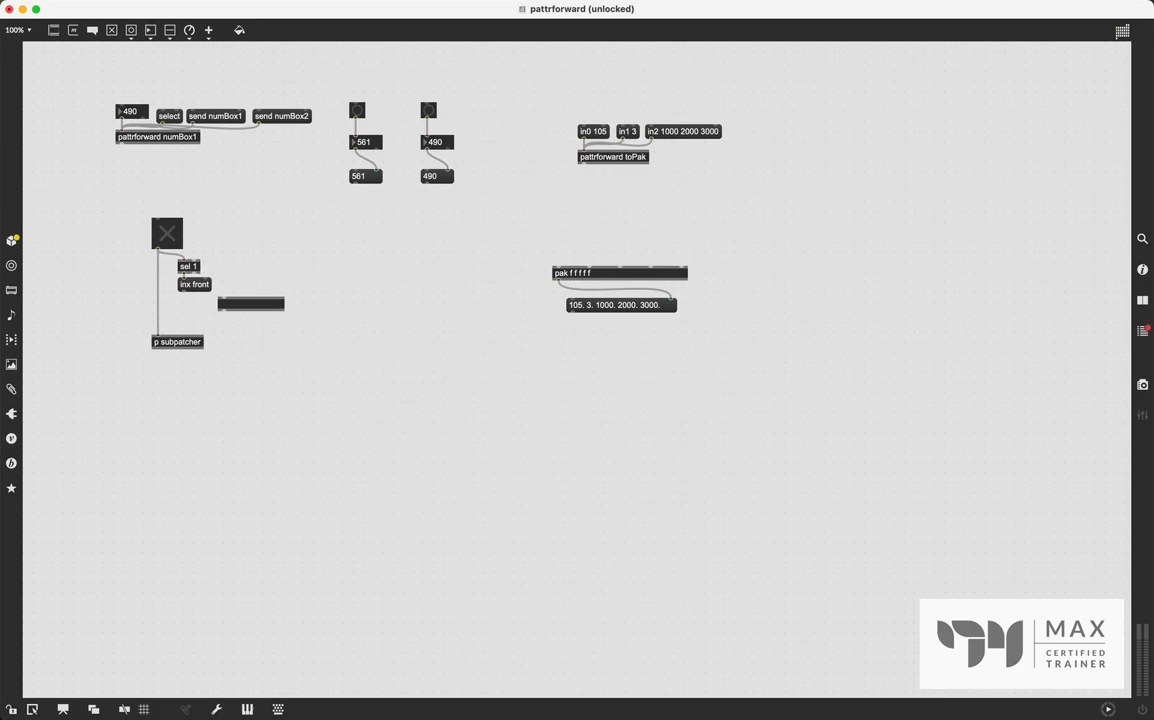 pattrforward (unlocked)
100%
490
select
send numBox1
send numBox2
pattrforward numBox1
561
490
561
490
in0 105
in1 3
in2 1000 2000 3000
pattrforward toPak
sel 1
inx front
p subpatcher
pak f f f f f
105. 3. 1000. 2000. 3000.
MAX
CERTIFIED
TRAINER